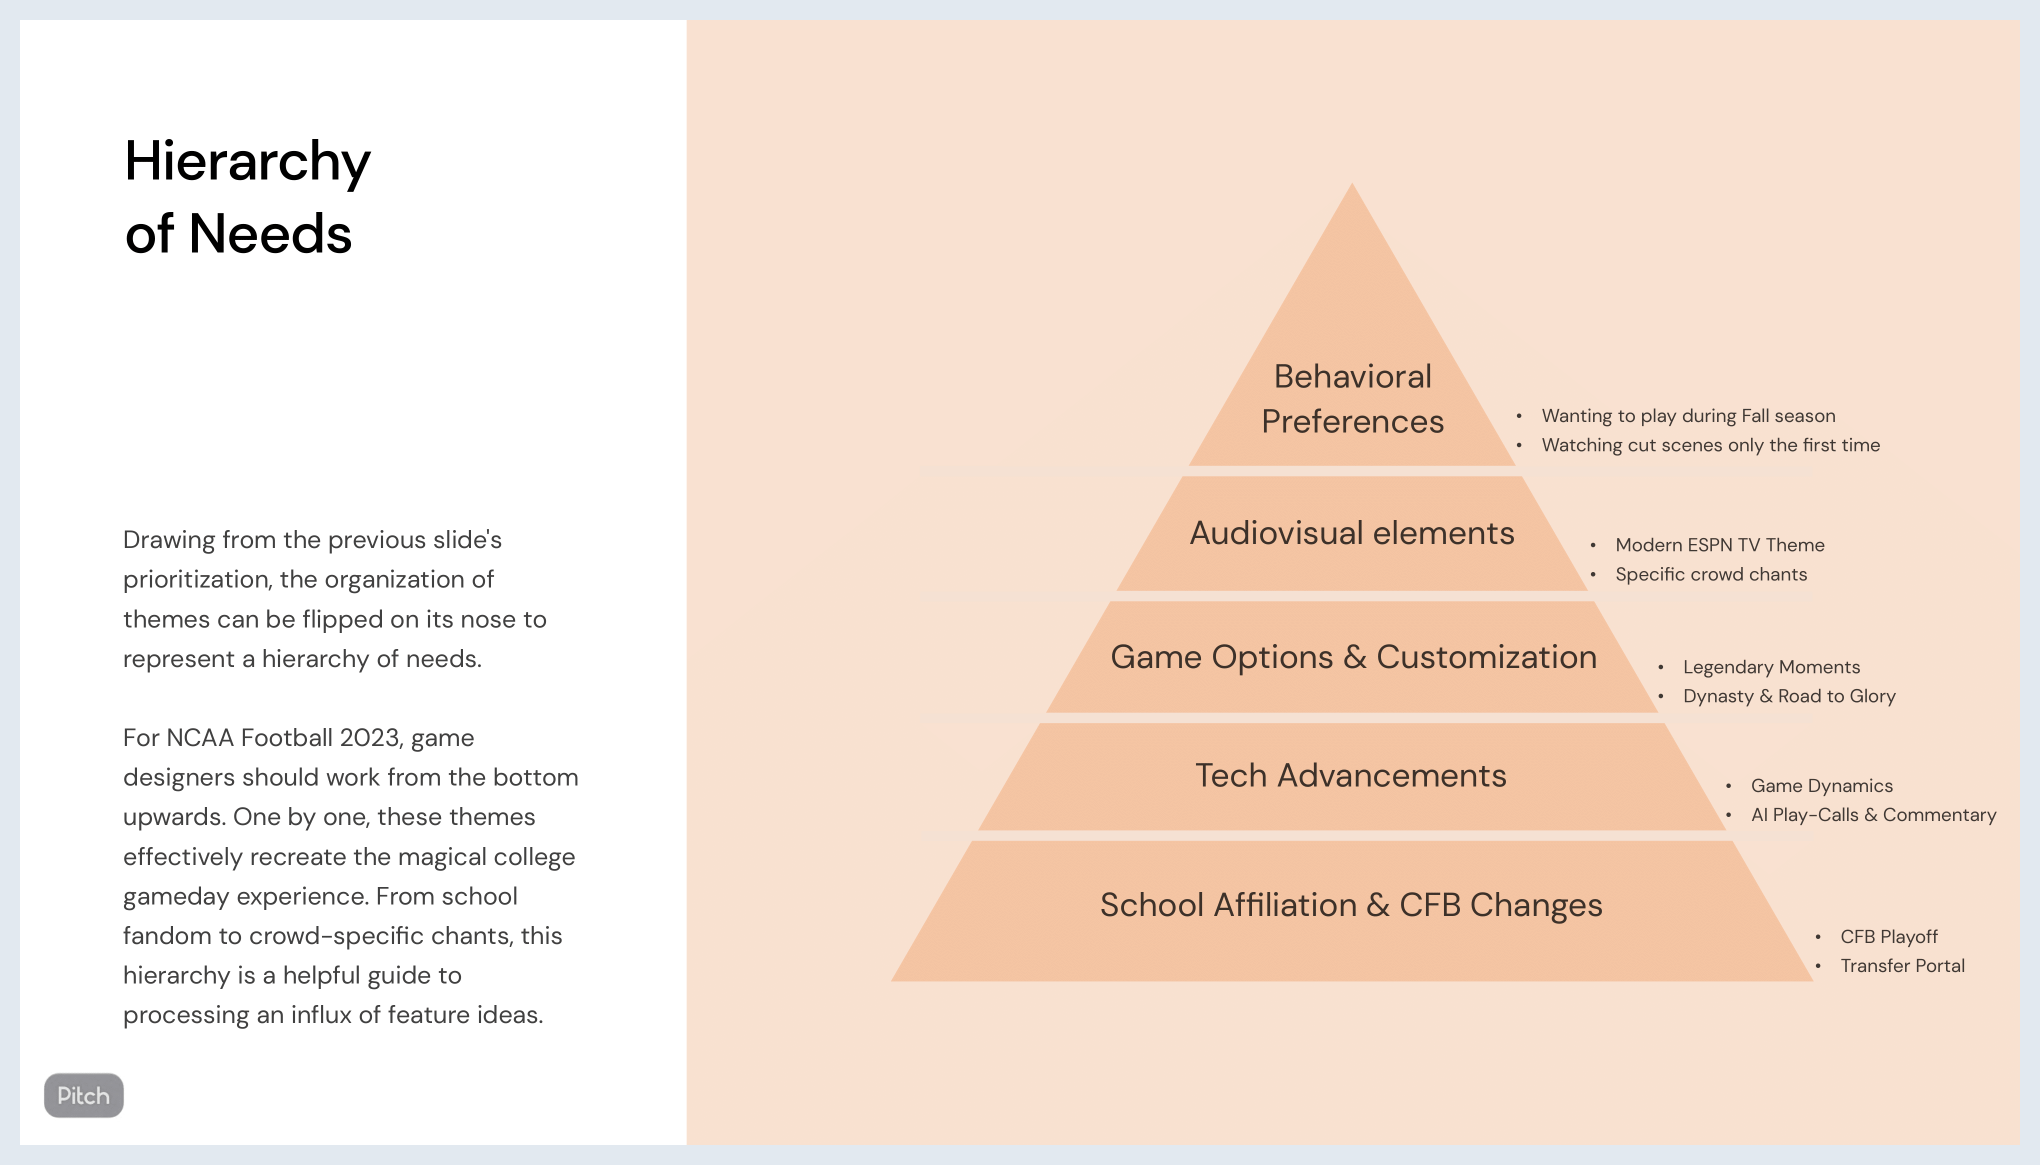 Hierarchy
of Needs
Drawing from the previous slide's
prioritization, the organization of
themes can be flipped on its nose to
represent a hierarchy of needs.
For NCAA Football 2023, game
designers should work from the bottom
upwards. One by one, these themes
effectively recreate the magical college
gameday experience. From school
fandom to crowd-specific chants, this
hierarchy is a helpful guide to
processing an influx of feature ideas.
Pitch
Behavioral
Preferences
• Wanting to play during Fall season
• Watching cut scenes only the first time
Audiovisual elements
• Modern ESPN TV Theme
• Specific crowd chants
Game Options & Customization
• Legendary Moments
• Dynasty & Road to Glory
Tech Advancements
• Game Dynamics
• AI Play-Calls & Commentary
School Affiliation & CFB Changes
• CFB Playoff
• Transfer Portal